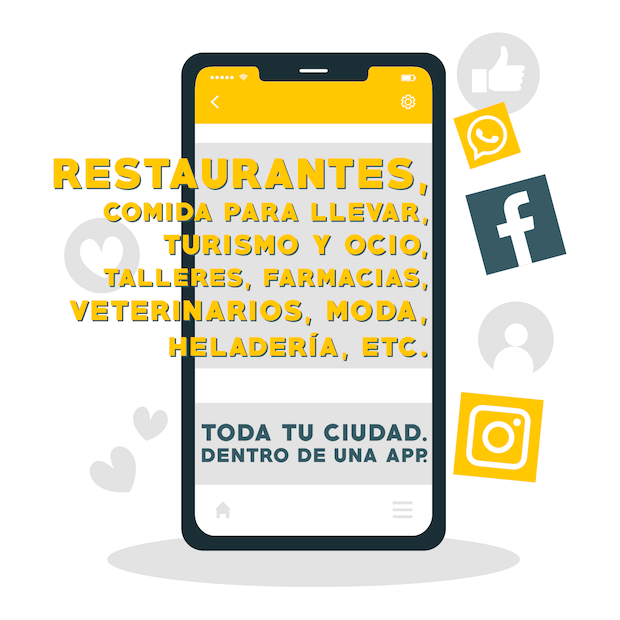 RESTAURANTES,
COMIDA PARA LLEVAR,
TURISMO Y OCIO,
TALLERES, FARMACIAS,
VETERINARIOS, MODA,
HELADERÍA, ETC.
TODA TU CIUDAD.
DENTRO DE UNA APP.